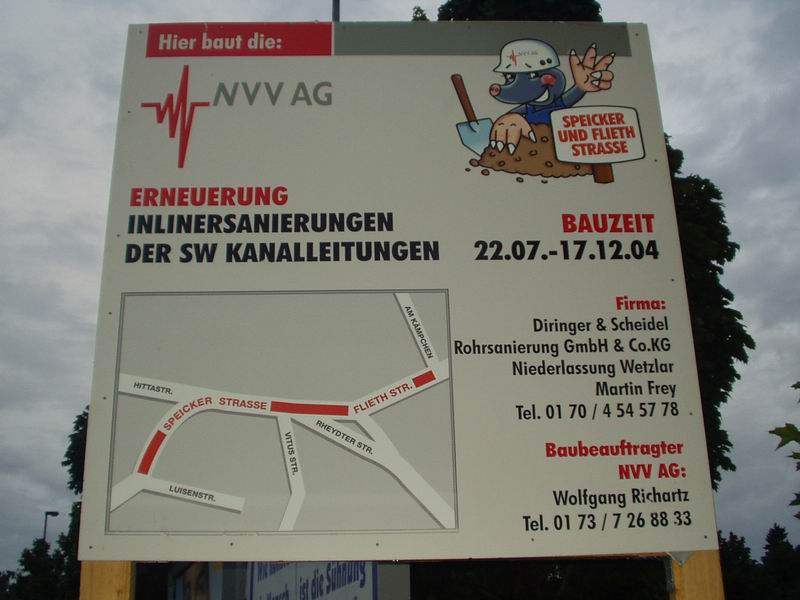 Hier baut die:
NVV AG
NVV AG
SPEICKER
UND FLIETH
STRASSE
ERNEUERUNG
INLINERSANIERUNGEN
DER SW KANALLEITUNGEN
BAUZEIT
22.07.-17.12.04
AM KÄMPCHEN
HITTASTR.
SPEICKER STRASSE
FLIETH STR.
VITUS STR.
RHEYDTER STR.
LUISENSTR.
Firma:
Diringer & Scheidel
Rohrsanierung GmbH & Co.KG
Niederlassung Wetzlar
Martin Frey
Tel. 01 70 / 4 54 57 78
Baubeauftragter
NVV AG:
Wolfgang Richartz
Tel. 01 73 / 7 26 88 33
ist die Sühnung